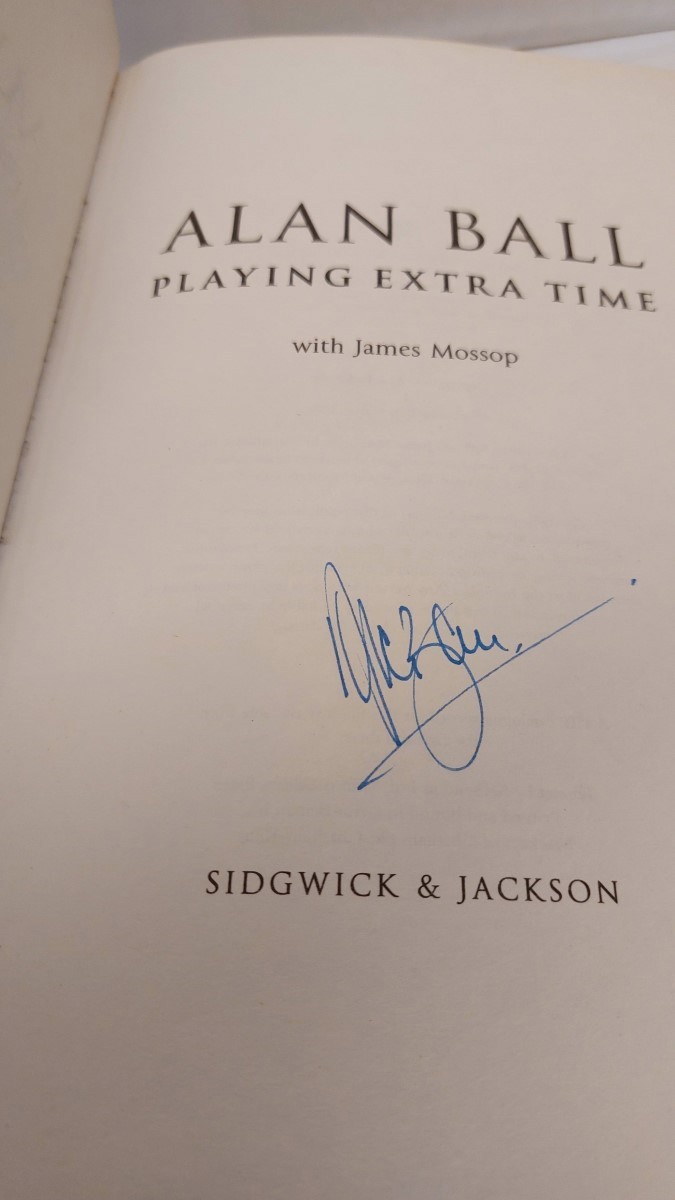 ALAN BALL
PLAYING EXTRA TIME
with James Mossop
SIDGWICK & JACKSON